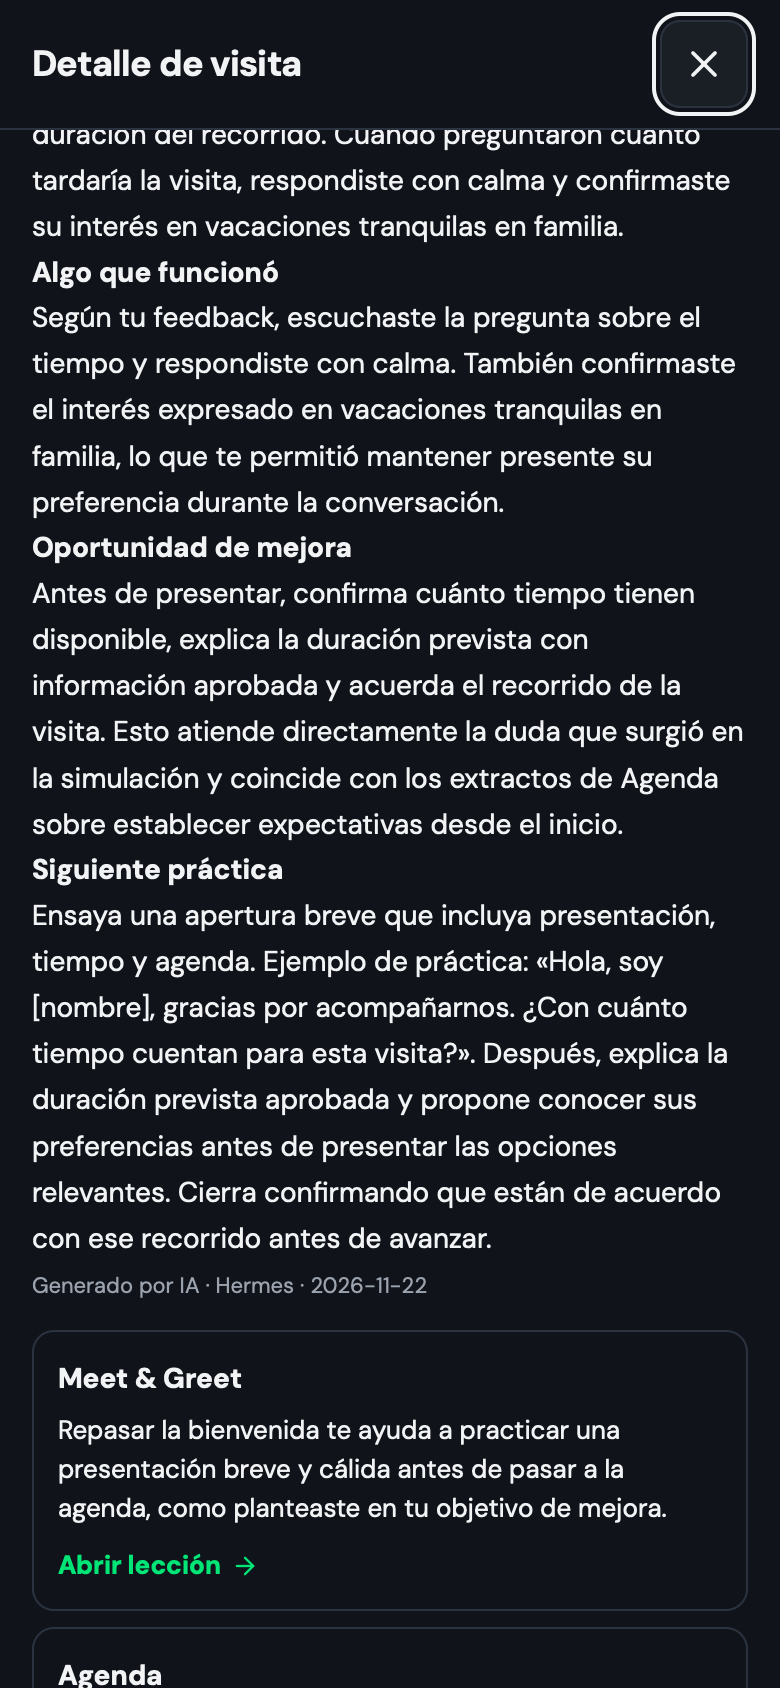 Detalle de visita
duración del recorrido. Cuando preguntaron cuánto
tardaría la visita, respondiste con calma y confirmaste
su interés en vacaciones tranquilas en familia.
Algo que funcionó
Según tu feedback, escuchaste la pregunta sobre el
tiempo y respondiste con calma. También confirmaste
el interés expresado en vacaciones tranquilas en
familia, lo que te permitió mantener presente su
preferencia durante la conversación.
Oportunidad de mejora
Antes de presentar, confirma cuánto tiempo tienen
disponible, explica la duración prevista con
información aprobada y acuerda el recorrido de la
visita. Esto atiende directamente la duda que surgió en
la simulación y coincide con los extractos de Agenda
sobre establecer expectativas desde el inicio.
Siguiente práctica
Ensaya una apertura breve que incluya presentación,
tiempo y agenda. Ejemplo de práctica: «Hola, soy
[nombre], gracias por acompañarnos. ¿Con cuánto
tiempo cuentan para esta visita?». Después, explica la
duración prevista aprobada y propone conocer sus
preferencias antes de presentar las opciones
relevantes. Cierra confirmando que están de acuerdo
con ese recorrido antes de avanzar.
Generado por IA · Hermes · 2026-11-22
Meet & Greet
Repasar la bienvenida te ayuda a practicar una
presentación breve y cálida antes de pasar a la
agenda, como planteaste en tu objetivo de mejora.
Abrir lección →
Agenda